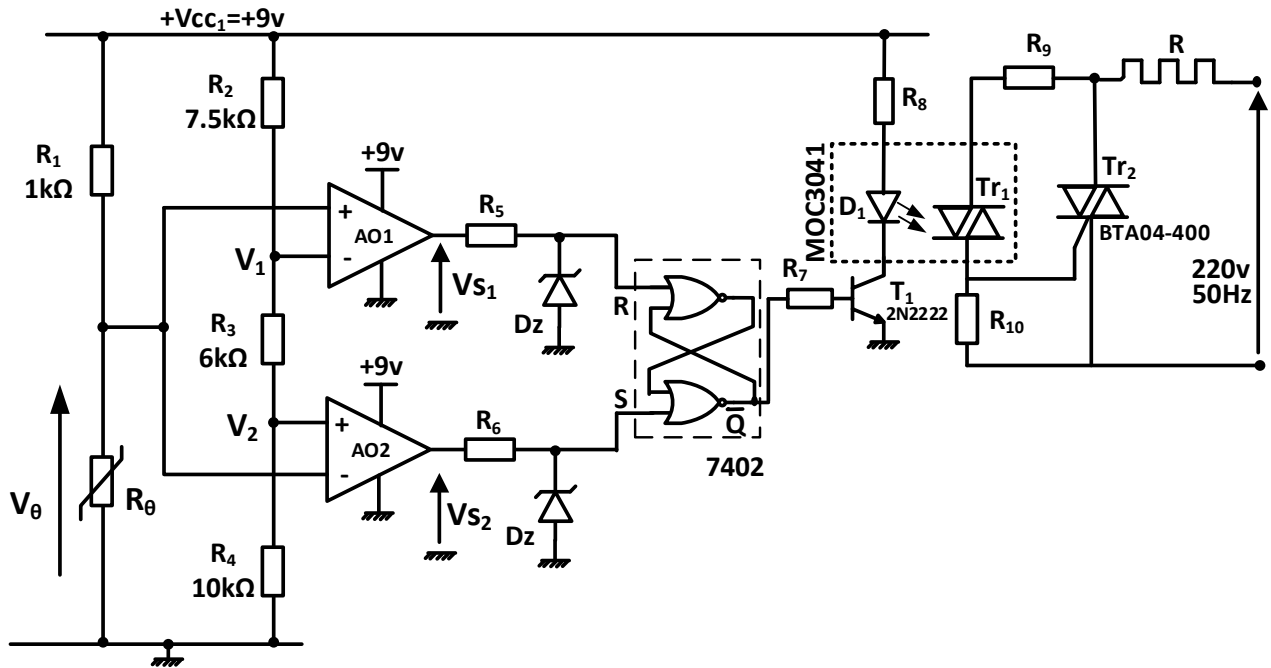 +Vcc₁=+9v
R₂
7.5kΩ
R₁
1kΩ
+9v
+
-
AO1
V₁
R₅
Vs₁
Dz
R₃
6kΩ
V₂
+9v
+
-
AO2
R₆
Vs₂
Dz
Vθ
Rθ
R₄
10kΩ
R
S
Q̅
7402
R₇
R₈
MOC3041
D₁
Tr₁
T₁
2N2222
R₉
R
Tr₂
BTA04-400
R₁₀
220v
50Hz